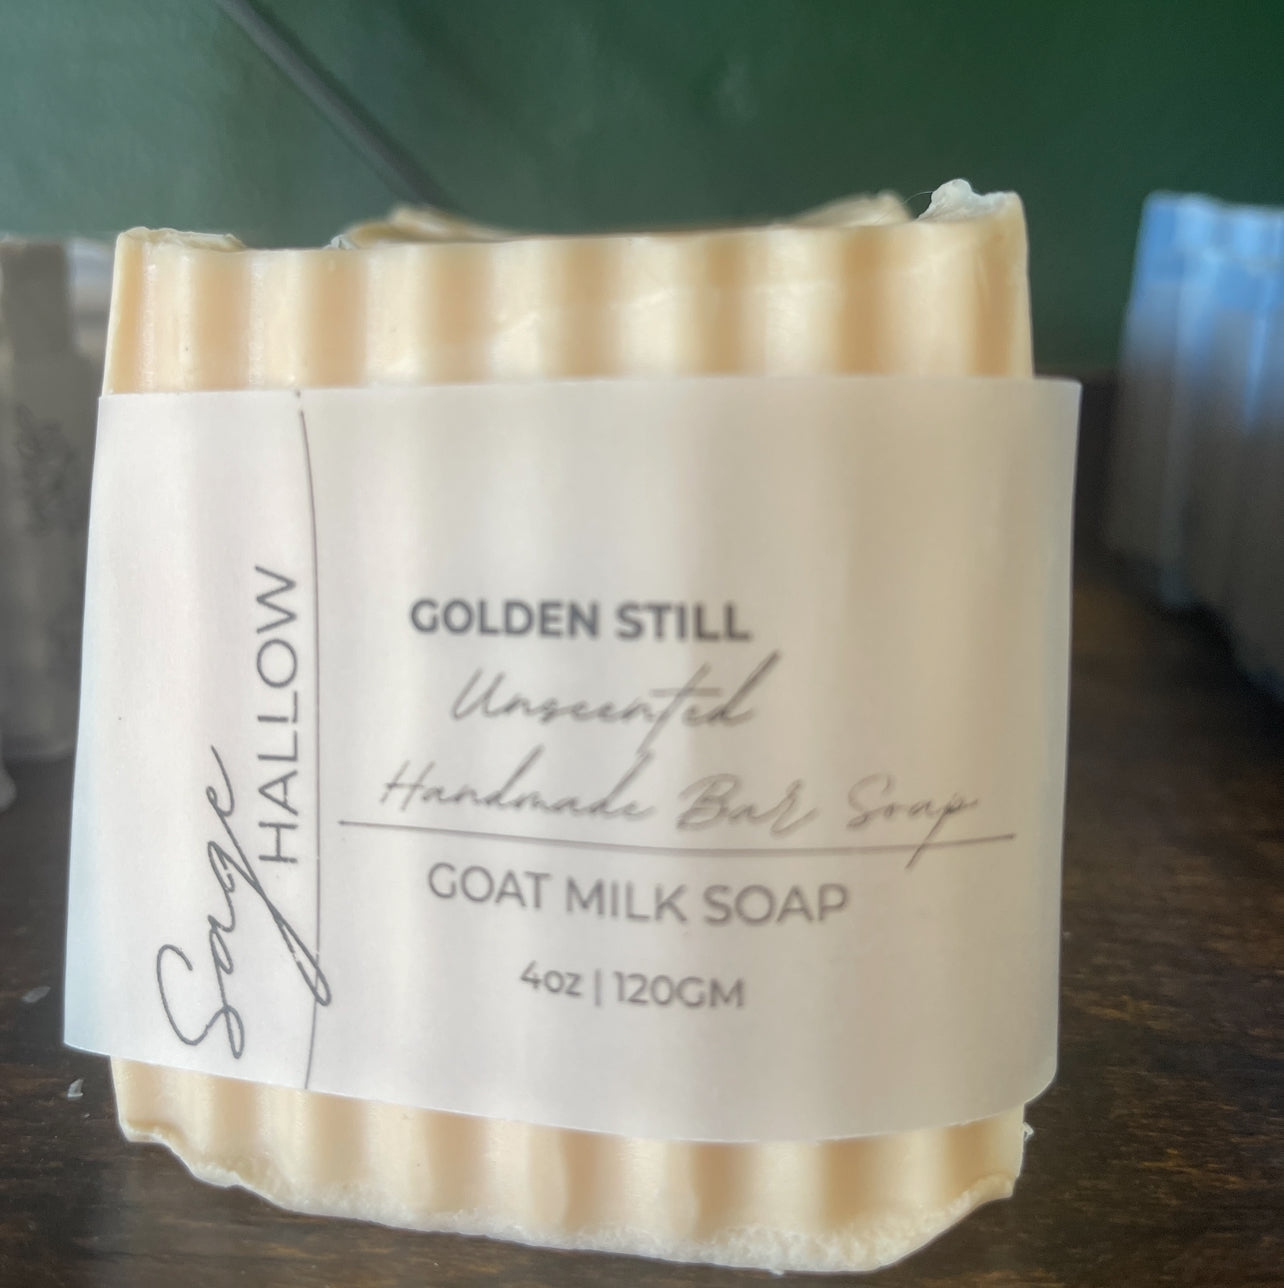 Sage
HALLOW
GOLDEN STILL
Unscented
Handmade Bar Soap
GOAT MILK SOAP
4oz | 120GM